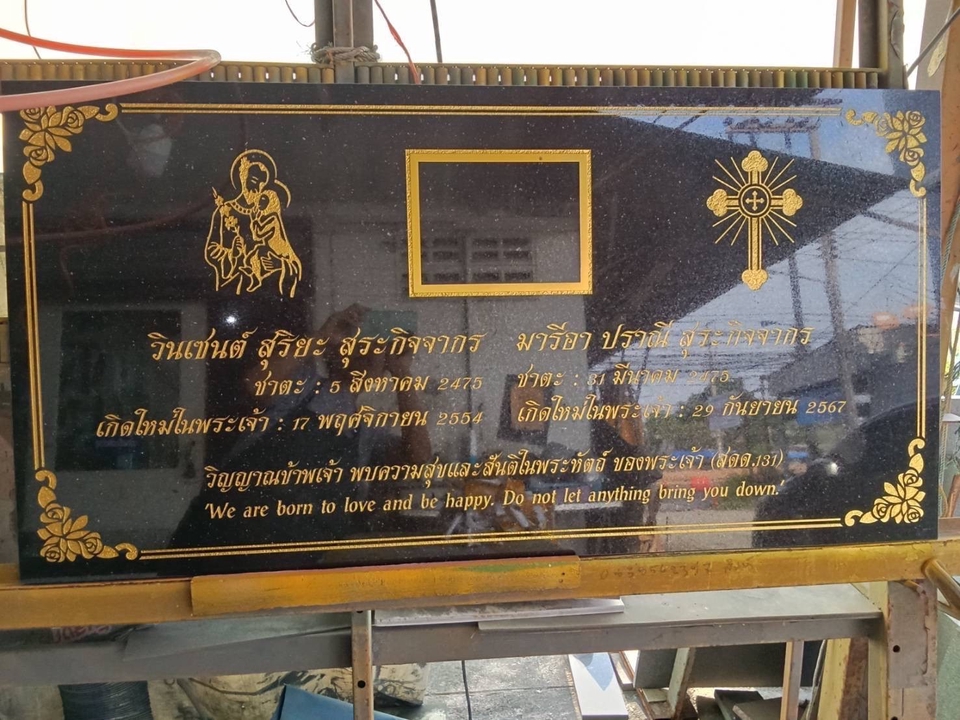 วินเซนต์ สุริยะ สุระกิจจากร มารีอา ปราณี สุระกิจจากร
ชาตะ : 5 สิงหาคม 2475 ชาตะ : 31 มีนาคม 2476
เกิดใหม่ในพระเจ้า : 17 พฤศจิกายน 2554 เกิดใหม่ในพระเจ้า : 29 กันยายน 2567
วิญญาณข้าพเจ้า พบความสุขและสันติในพระหัตถ์ ของพระเจ้า (สดด.131)
'We are born to love and be happy. Do not let anything bring you down.'